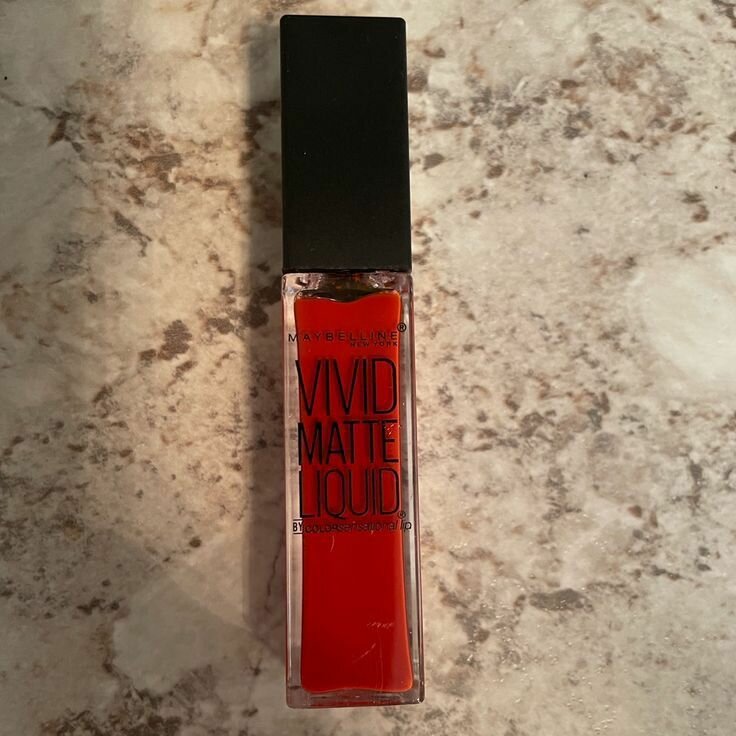 MAYBELLINE®
NEW YORK
VIVID
MATTE
LIQUID®
BY COLORsensational lip